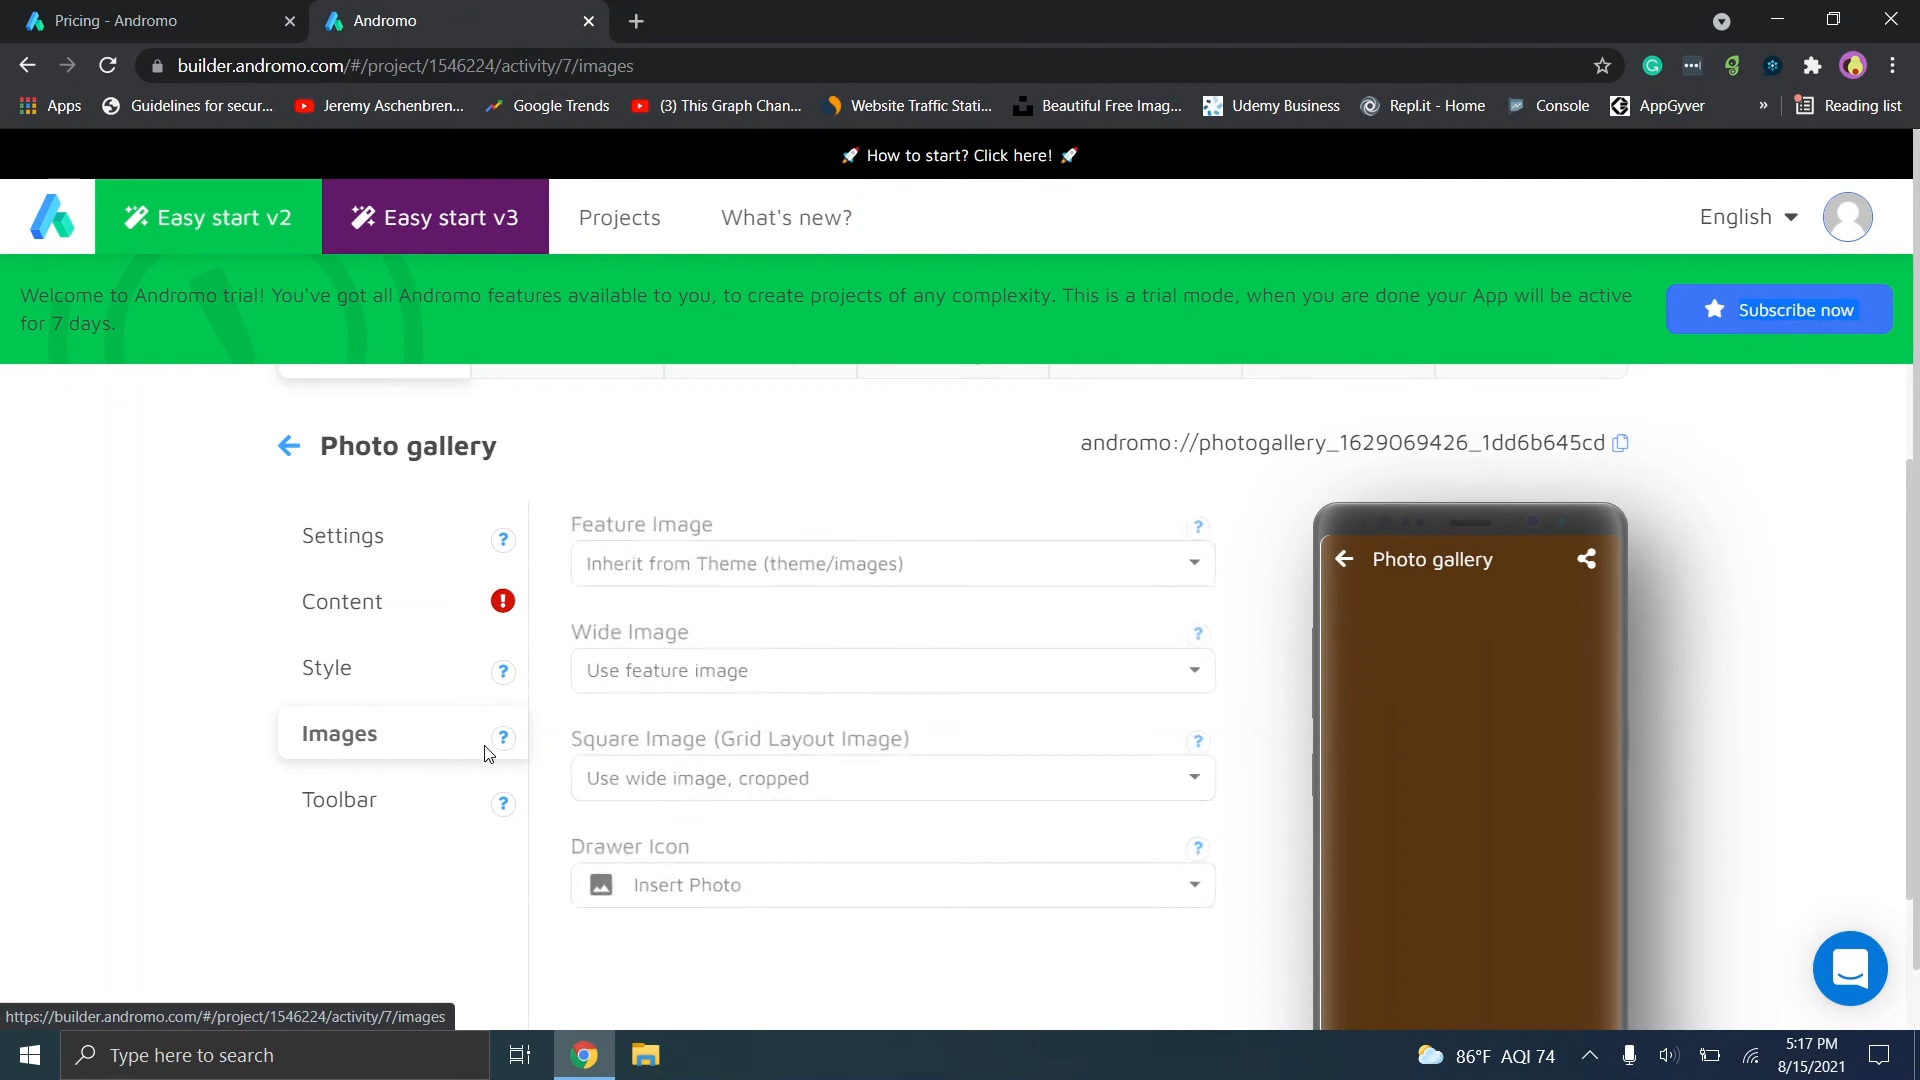 Pricing - Andromo
Andromo
builder.andromo.com/#/project/1546224/activity/7/images
Apps
Guidelines for secur...
Jeremy Aschenbren...
Google Trends
(3) This Graph Chan...
Website Traffic Stati...
Beautiful Free Imag...
Udemy Business
Repl.it - Home
Console
AppGyver
»
Reading list
How to start? Click here!
Easy start v2
Easy start v3
Projects
What's new?
English
Welcome to Andromo trial! You've got all Andromo features available to you, to create projects of any complexity. This is a trial mode, when you are done your App will be active
for 7 days.
Subscribe now
Photo gallery
andromo://photogallery_1629069426_1dd6b645cd
Settings
?
Content
!
Style
?
Images
?
Toolbar
?
Feature Image
?
Inherit from Theme (theme/images)
Wide Image
?
Use feature image
Square Image (Grid Layout Image)
?
Use wide image, cropped
Drawer Icon
?
Insert Photo
Photo gallery
https://builder.andromo.com/#/project/1546224/activity/7/images
Type here to search
86°F AQI 74
5:17 PM
8/15/2021